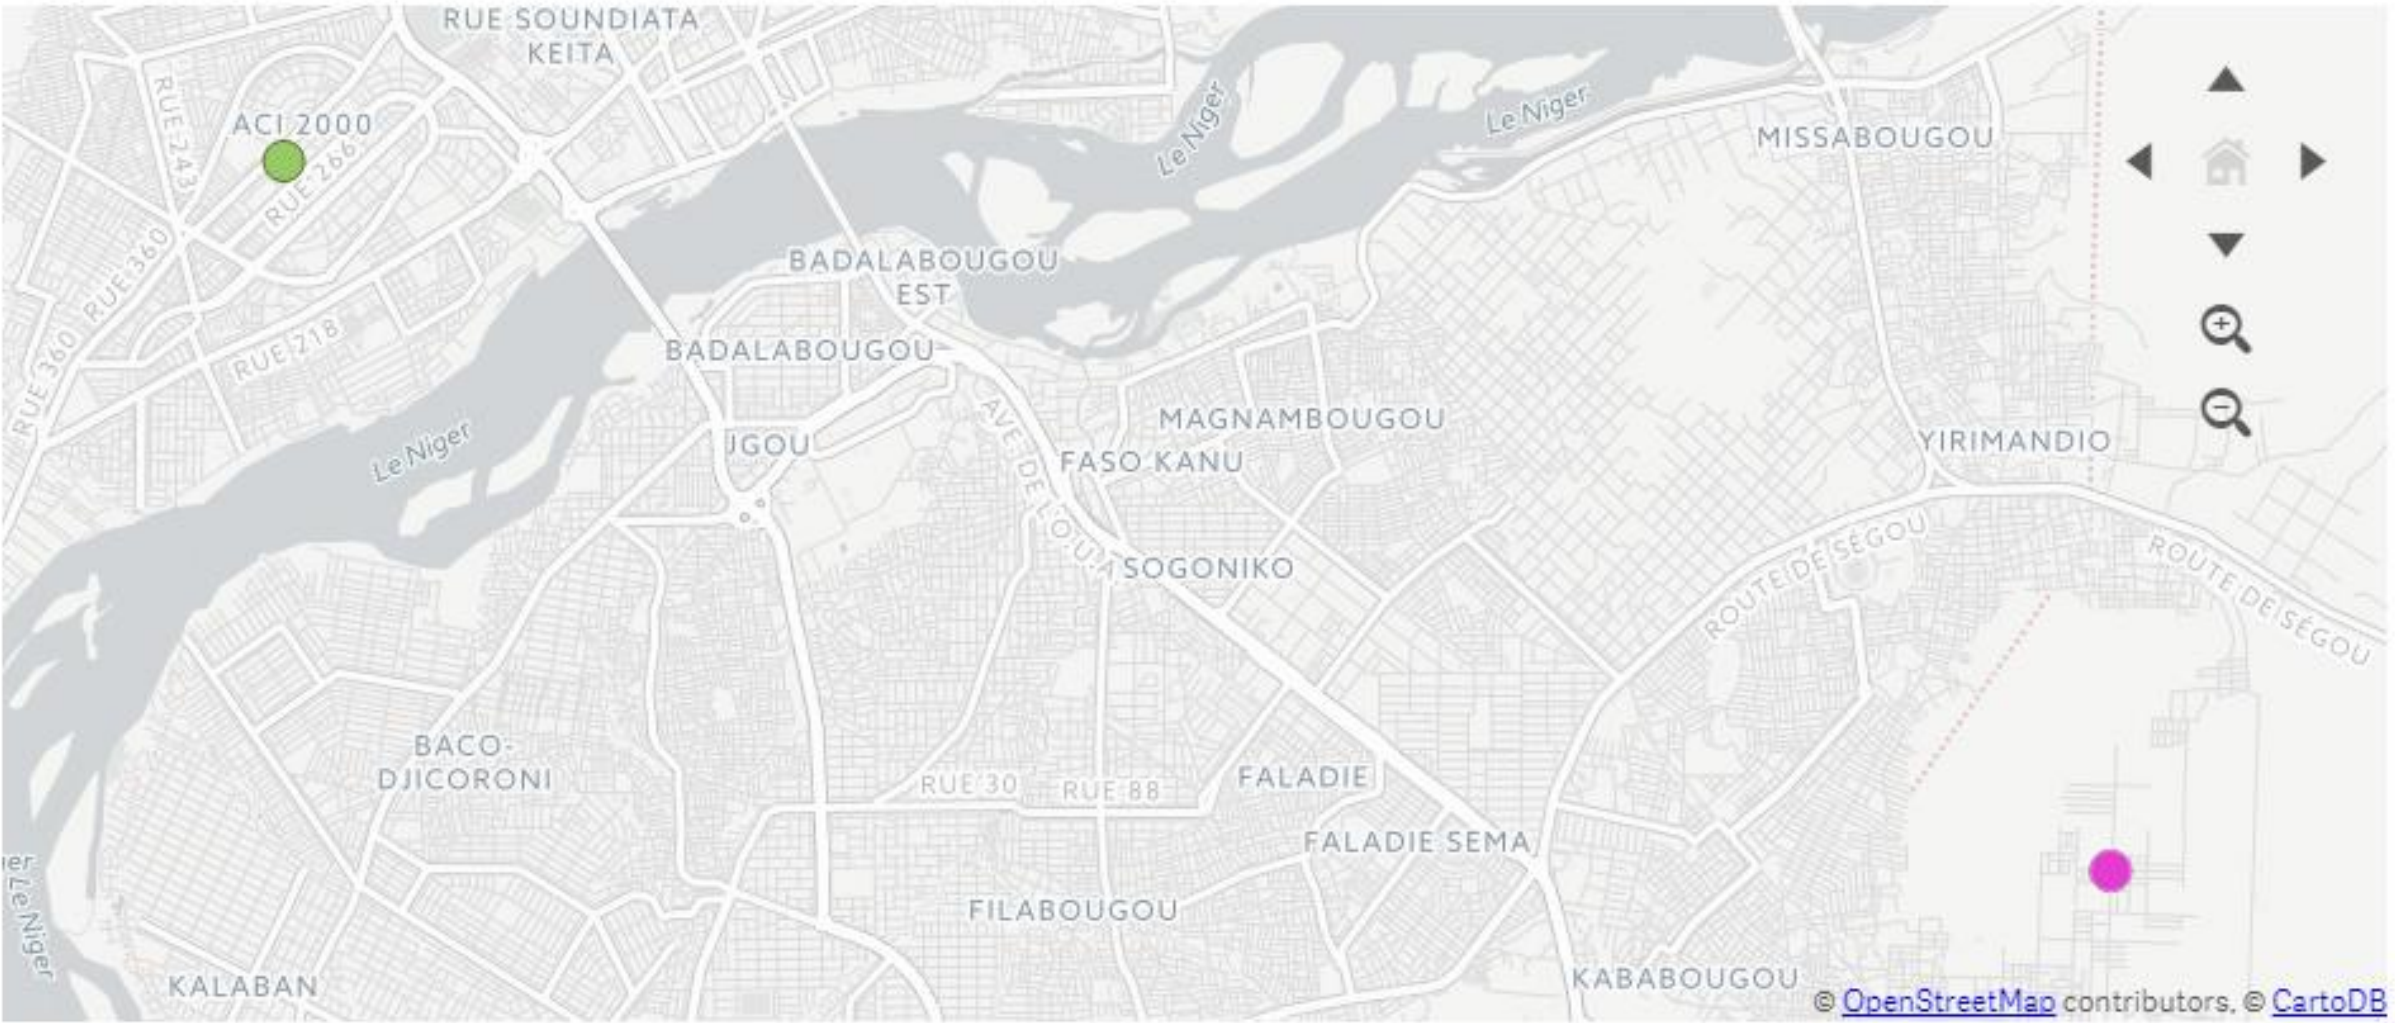 RUE SOUNDIATA
KEITA
RUE 243
ACI 2000
RUE 266
Le Niger
Le Niger
MISSABOUGOU
RUE 360
BADALABOUGOU
EST
RUE 360
RUE 218
BADALABOUGOU
Le Niger
JGOU
AVE DE L'OU.A
MAGNAMBOUGOU
FASO KANU
YIRIMANDIO
SOGONIKO
ROUTE DE SÉGOU
ROUTE DE SÉGOU
BACO-
DJICORONI
RUE 30
RUE 88
FALADIE
FALADIE SEMA
Le Niger
FILABOUGOU
KALABAN
KABABOUGOU
© OpenStreetMap contributors, © CartoDB